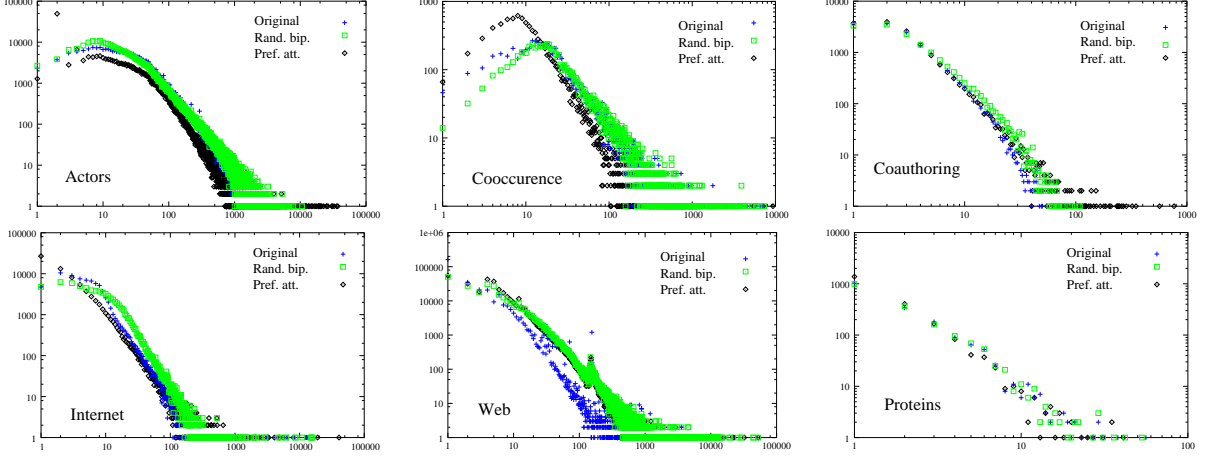 100000
10000
1000
100
10
1
1
10
100
1000
10000
100000
Original
Rand. bip.
Pref. att.
Actors
1000
100
10
1
1
10
100
1000
10000
Original
Rand. bip.
Pref. att.
Cooccurence
10000
1000
100
10
1
1
10
100
1000
Original
Rand. bip.
Pref. att.
Coauthoring
100000
10000
1000
100
10
1
1
10
100
1000
10000
100000
Original
Rand. bip.
Pref. att.
Internet
1e+06
100000
10000
1000
100
10
1
1
10
100
1000
10000
100000
Original
Rand. bip.
Pref. att.
Web
10000
1000
100
10
1
1
10
100
Original
Rand. bip.
Pref. att.
Proteins